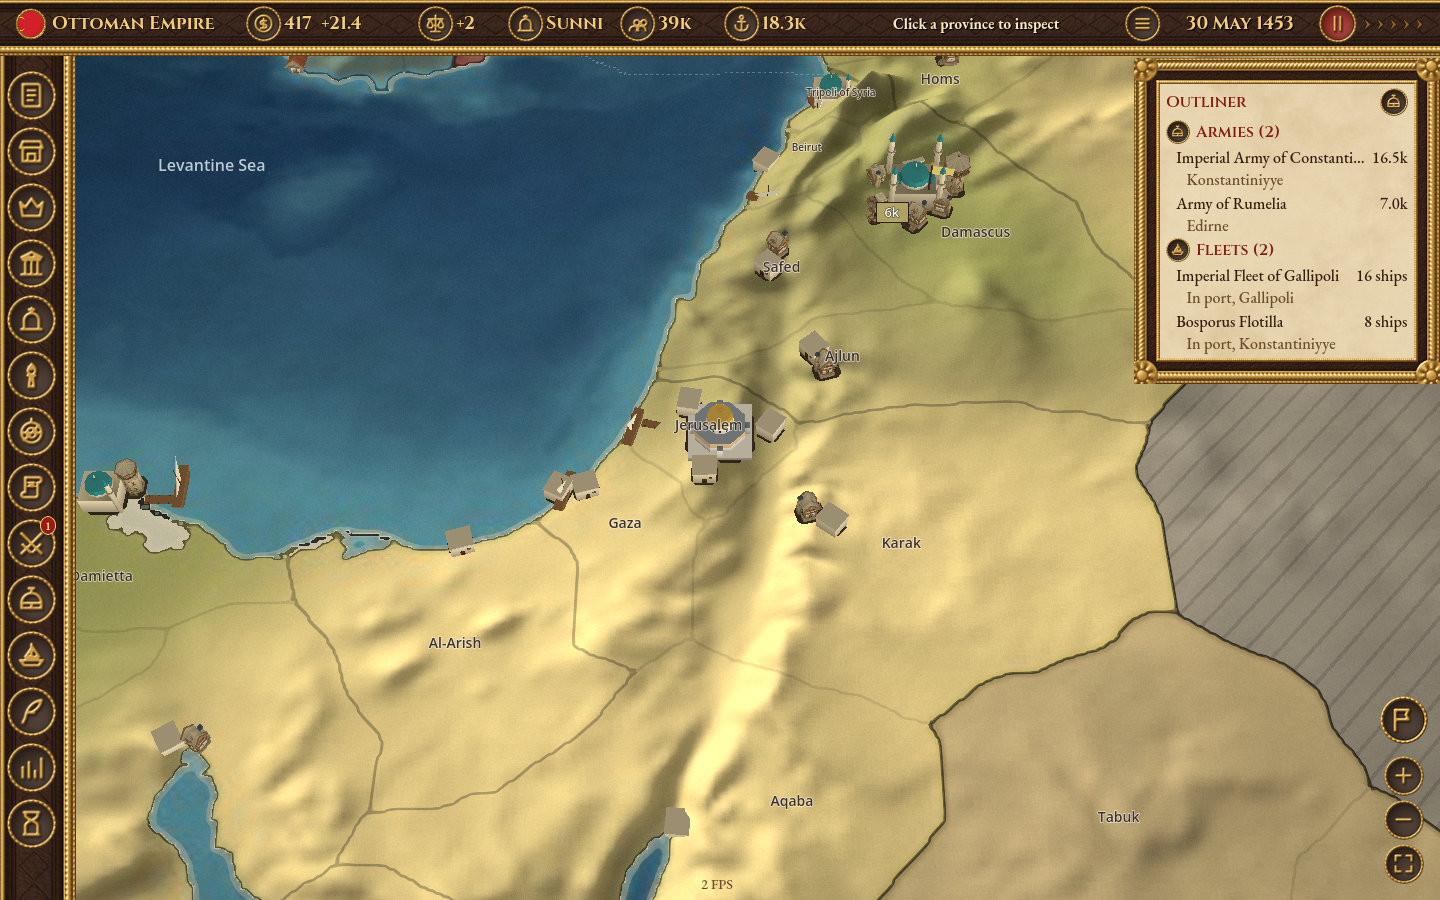 OTTOMAN EMPIRE 417 +21.4 +2 SUNNI 39K 18.3K Click a province to inspect 30 MAY 1453
Homs
Tripoli of Syria
OUTLINER
ARMIES (2)
Imperial Army of Constanti... 16.5k
Konstantiniyye
Army of Rumelia 7.0k
Edirne
FLEETS (2)
Imperial Fleet of Gallipoli 16 ships
In port, Gallipoli
Bosporus Flotilla 8 ships
In port, Konstantiniyye
Beirut
Levantine Sea
6k
Damascus
Safed
Ajlun
Jerusalem
Gaza
1
Karak
Damietta
Al-Arish
Aqaba
Tabuk
2 FPS